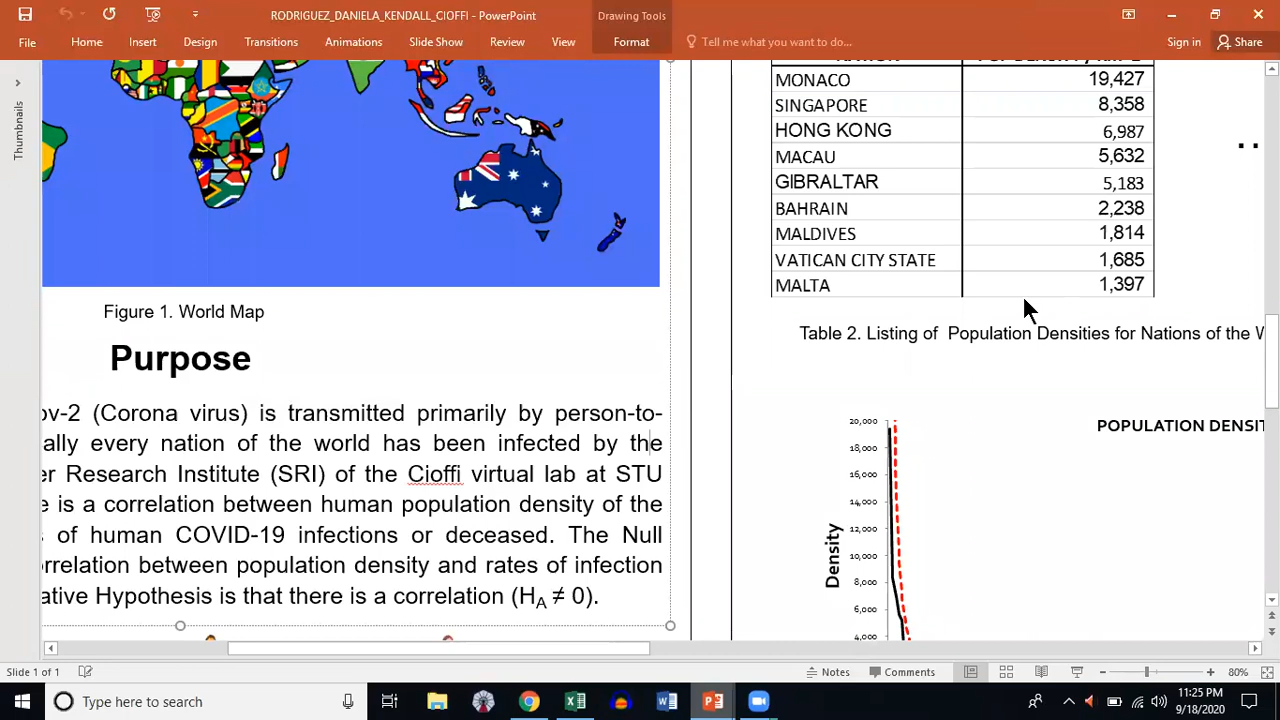 RODRIGUEZ_DANIELA_KENDALL_CIOFFI - PowerPoint
Drawing Tools
File Home Insert Design Transitions Animations Slide Show Review View Format Tell me what you want to do... Sign in Share
Thumbnails
MONACO 19,427
SINGAPORE 8,358
HONG KONG 6,987
MACAU 5,632
GIBRALTAR 5,183
BAHRAIN 2,238
MALDIVES 1,814
VATICAN CITY STATE 1,685
MALTA 1,397
Table 2. Listing of Population Densities for Nations of the W
Figure 1. World Map
Purpose
ov-2 (Corona virus) is transmitted primarily by person-to-
ally every nation of the world has been infected by the
er Research Institute (SRI) of the Cioffi virtual lab at STU
e is a correlation between human population density of the
s of human COVID-19 infections or deceased. The Null
orrelation between population density and rates of infection
ative Hypothesis is that there is a correlation (HA ≠ 0).
POPULATION DENSIT
Density
20,000
18,000
16,000
14,000
12,000
10,000
8,000
6,000
4,000
Slide 1 of 1
Notes Comments 80%
Type here to search
11:25 PM
9/18/2020